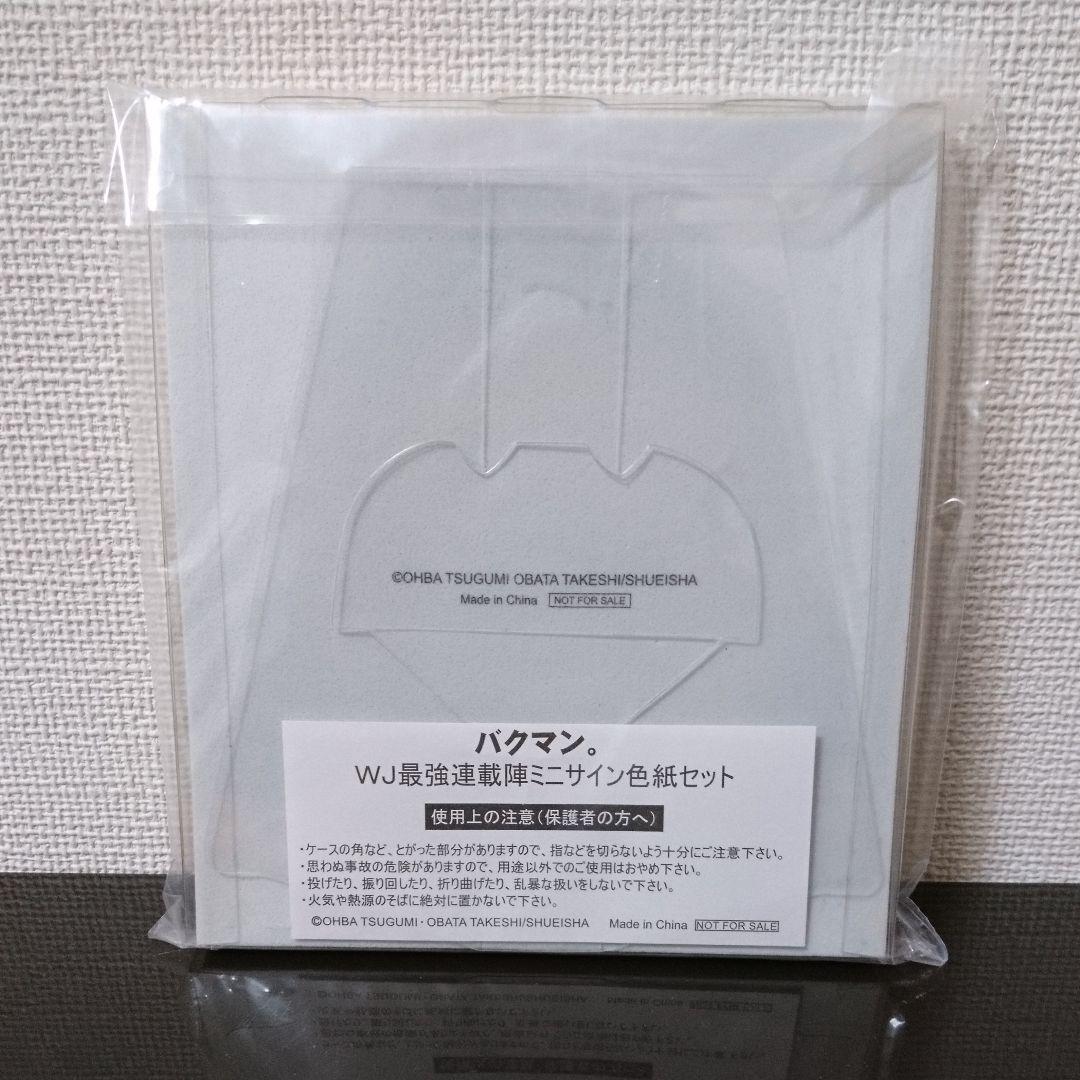 ©OHBA TSUGUMI OBATA TAKESHI/SHUEISHA
Made in China NOT FOR SALE
バクマン。
WJ最強連載陣ミニサイン色紙セット
使用上の注意(保護者の方へ)
・ケースの角など、とがった部分がありますので、指などを切らないよう十分にご注意下さい。
・思わぬ事故の危険がありますので、用途以外でのご使用はおやめ下さい。
・投げたり、振り回したり、折り曲げたり、乱暴な扱いをしないで下さい。
・火気や熱源のそばに絶対に置かないで下さい。
©OHBA TSUGUMI・OBATA TAKESHI/SHUEISHA Made in China NOT FOR SALE